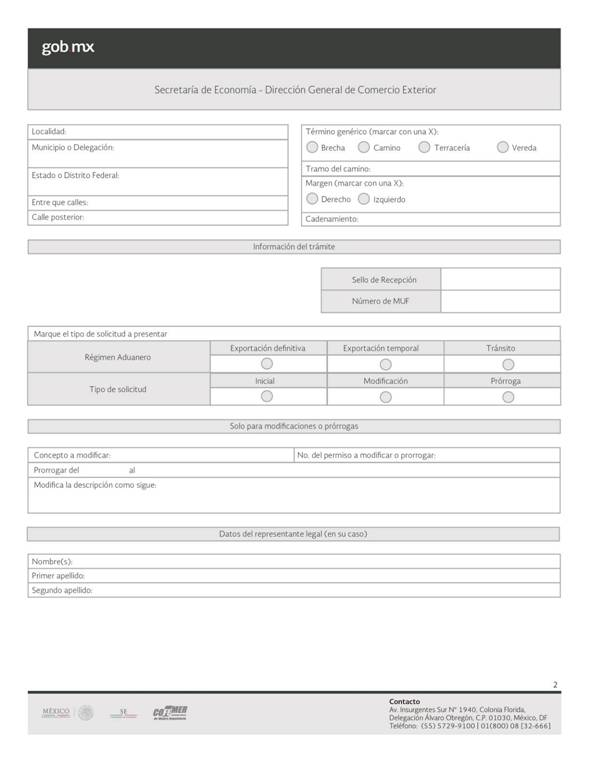 gob.mx
Secretaría de Economía - Dirección General de Comercio Exterior
Localidad:
Municipio o Delegación:
Estado o Distrito Federal:
Entre que calles:
Calle posterior:
Término genérico (marcar con una X):
Brecha Camino Terracería Vereda
Tramo del camino:
Margen (marcar con una X):
Derecho Izquierdo
Cadenamiento:
Información del trámite
Sello de Recepción
Número de MUF
Marque el tipo de solicitud a presentar
Régimen Aduanero
Exportación definitiva Exportación temporal Tránsito
Tipo de solicitud
Inicial Modificación Prórroga
Solo para modificaciones o prórrogas
Concepto a modificar: No. del permiso a modificar o prorrogar:
Prorrogar del al
Modifica la descripción como sigue:
Datos del representante legal (en su caso)
Nombre(s):
Primer apellido:
Segundo apellido:
2
MÉXICO
SE
Contacto
Av. Insurgentes Sur N° 1940, Colonia Florida,
Delegación Álvaro Obregón, C.P. 01030, México, DF
Teléfono: (55) 5729-9100 | 01(800) 08 [32-666]